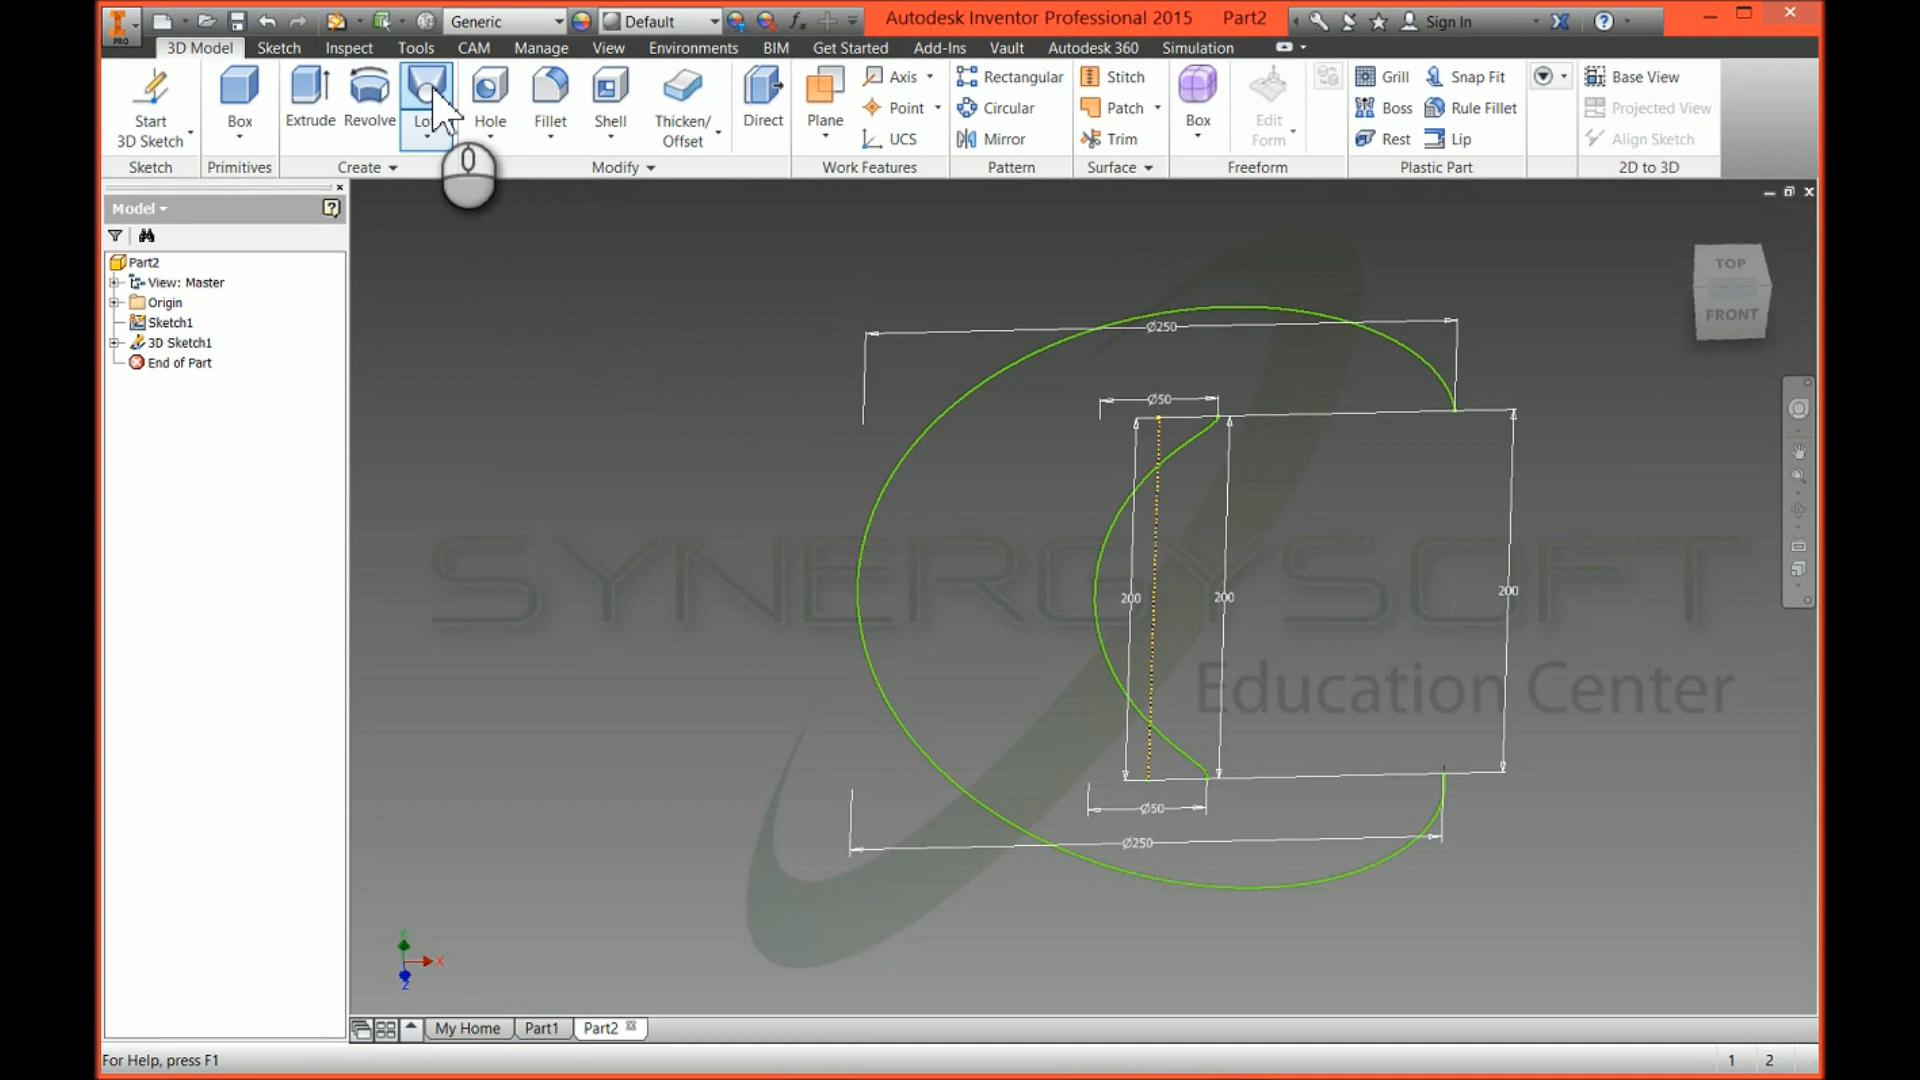 PRO
Generic
Default
Autodesk Inventor Professional 2015 Part2
Sign In
3D Model Sketch Inspect Tools CAM Manage View Environments BIM Get Started Add-Ins Vault Autodesk 360 Simulation
Start
3D Sketch
Box
Extrude
Revolve
Hole
Fillet
Shell
Thicken/
Offset
Direct
Plane
Axis
Point
UCS
Rectangular
Circular
Mirror
Stitch
Patch
Trim
Box
Edit
Form
Grill
Boss
Rest
Snap Fit
Rule Fillet
Lip
Base View
Projected View
Align Sketch
Sketch Primitives Create Modify Work Features Pattern Surface Freeform Plastic Part 2D to 3D
Model
Part2
View: Master
Origin
Sketch1
3D Sketch1
End of Part
TOP
FRONT
Ø250
Ø50
200
200
200
Ø50
Ø250
SYNERGYSOFT
Education Center
Y
X
Z
My Home Part1 Part2
For Help, press F1
1 2